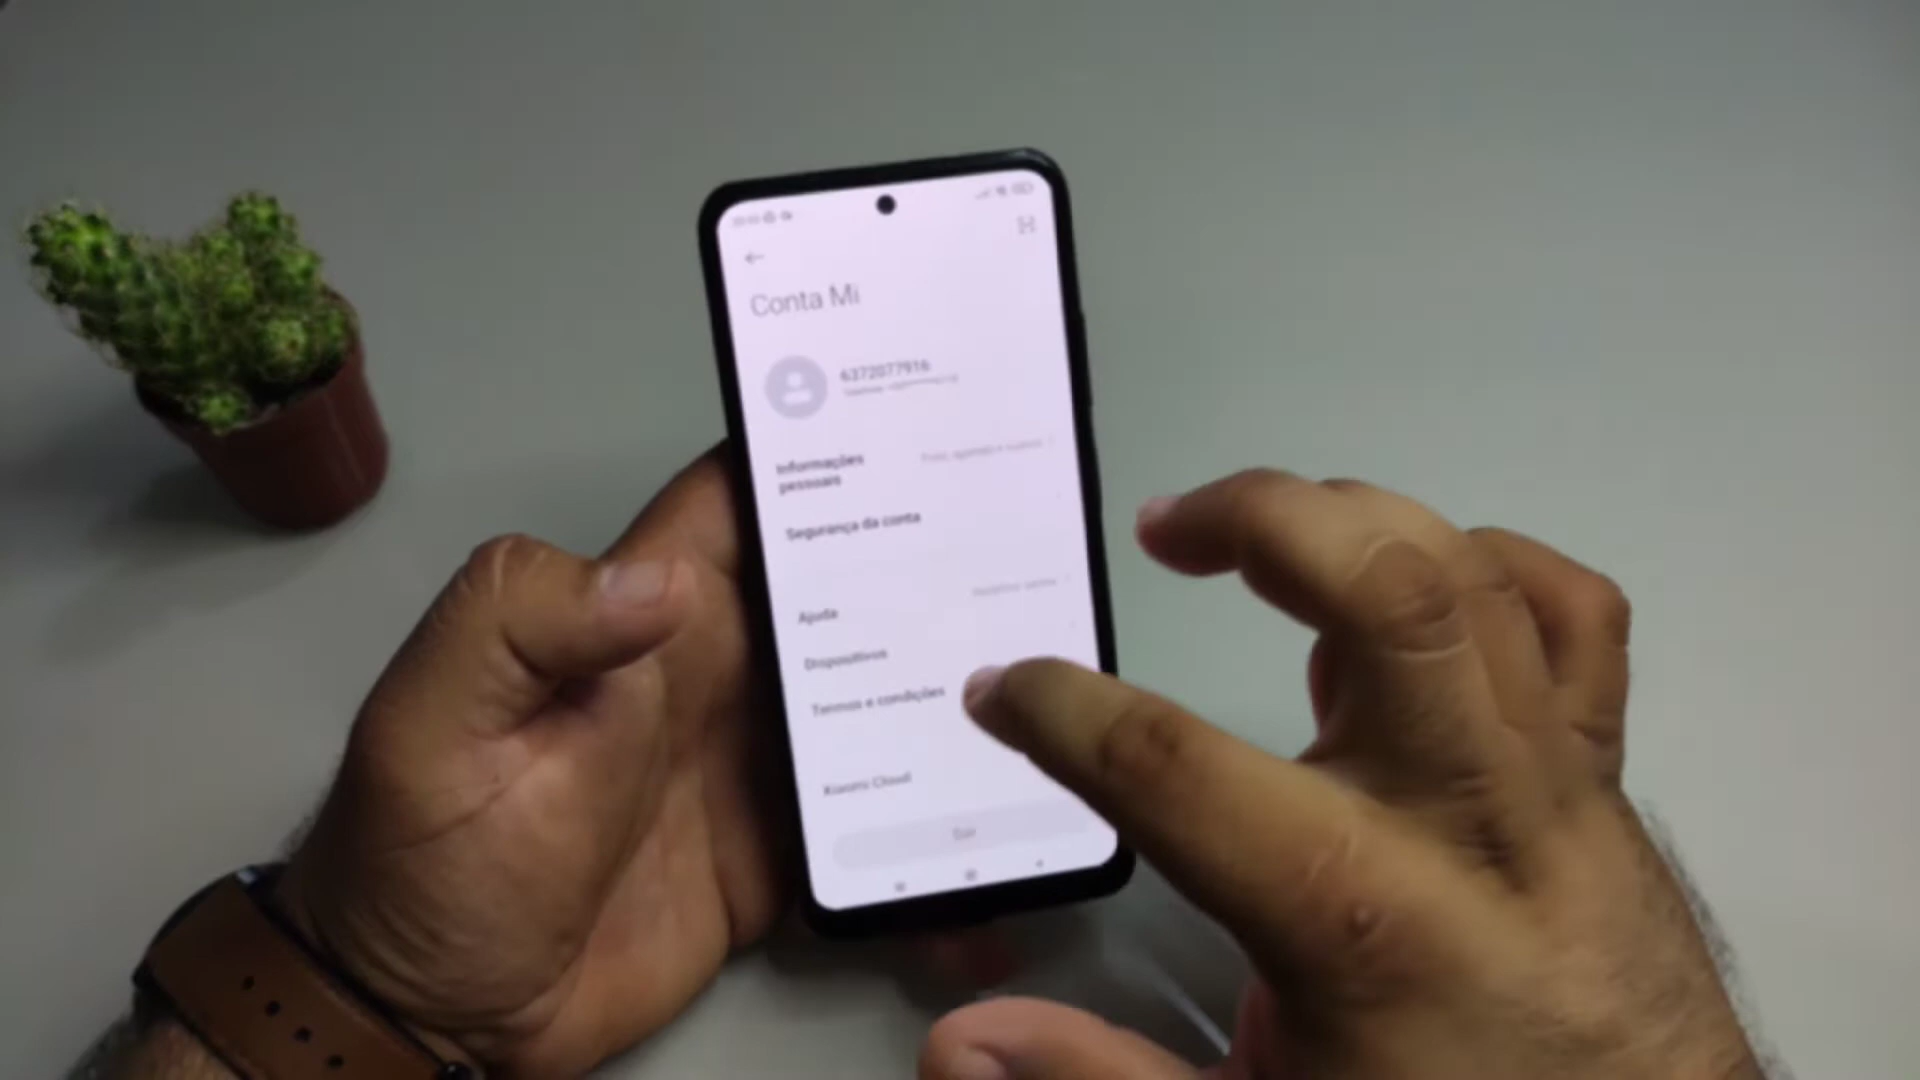 Conta Mi
6372077916
Informações
pessoais
Segurança da conta
Ajuda
Dispositivos
Termos e condições
Xiaomi Cloud
Sair